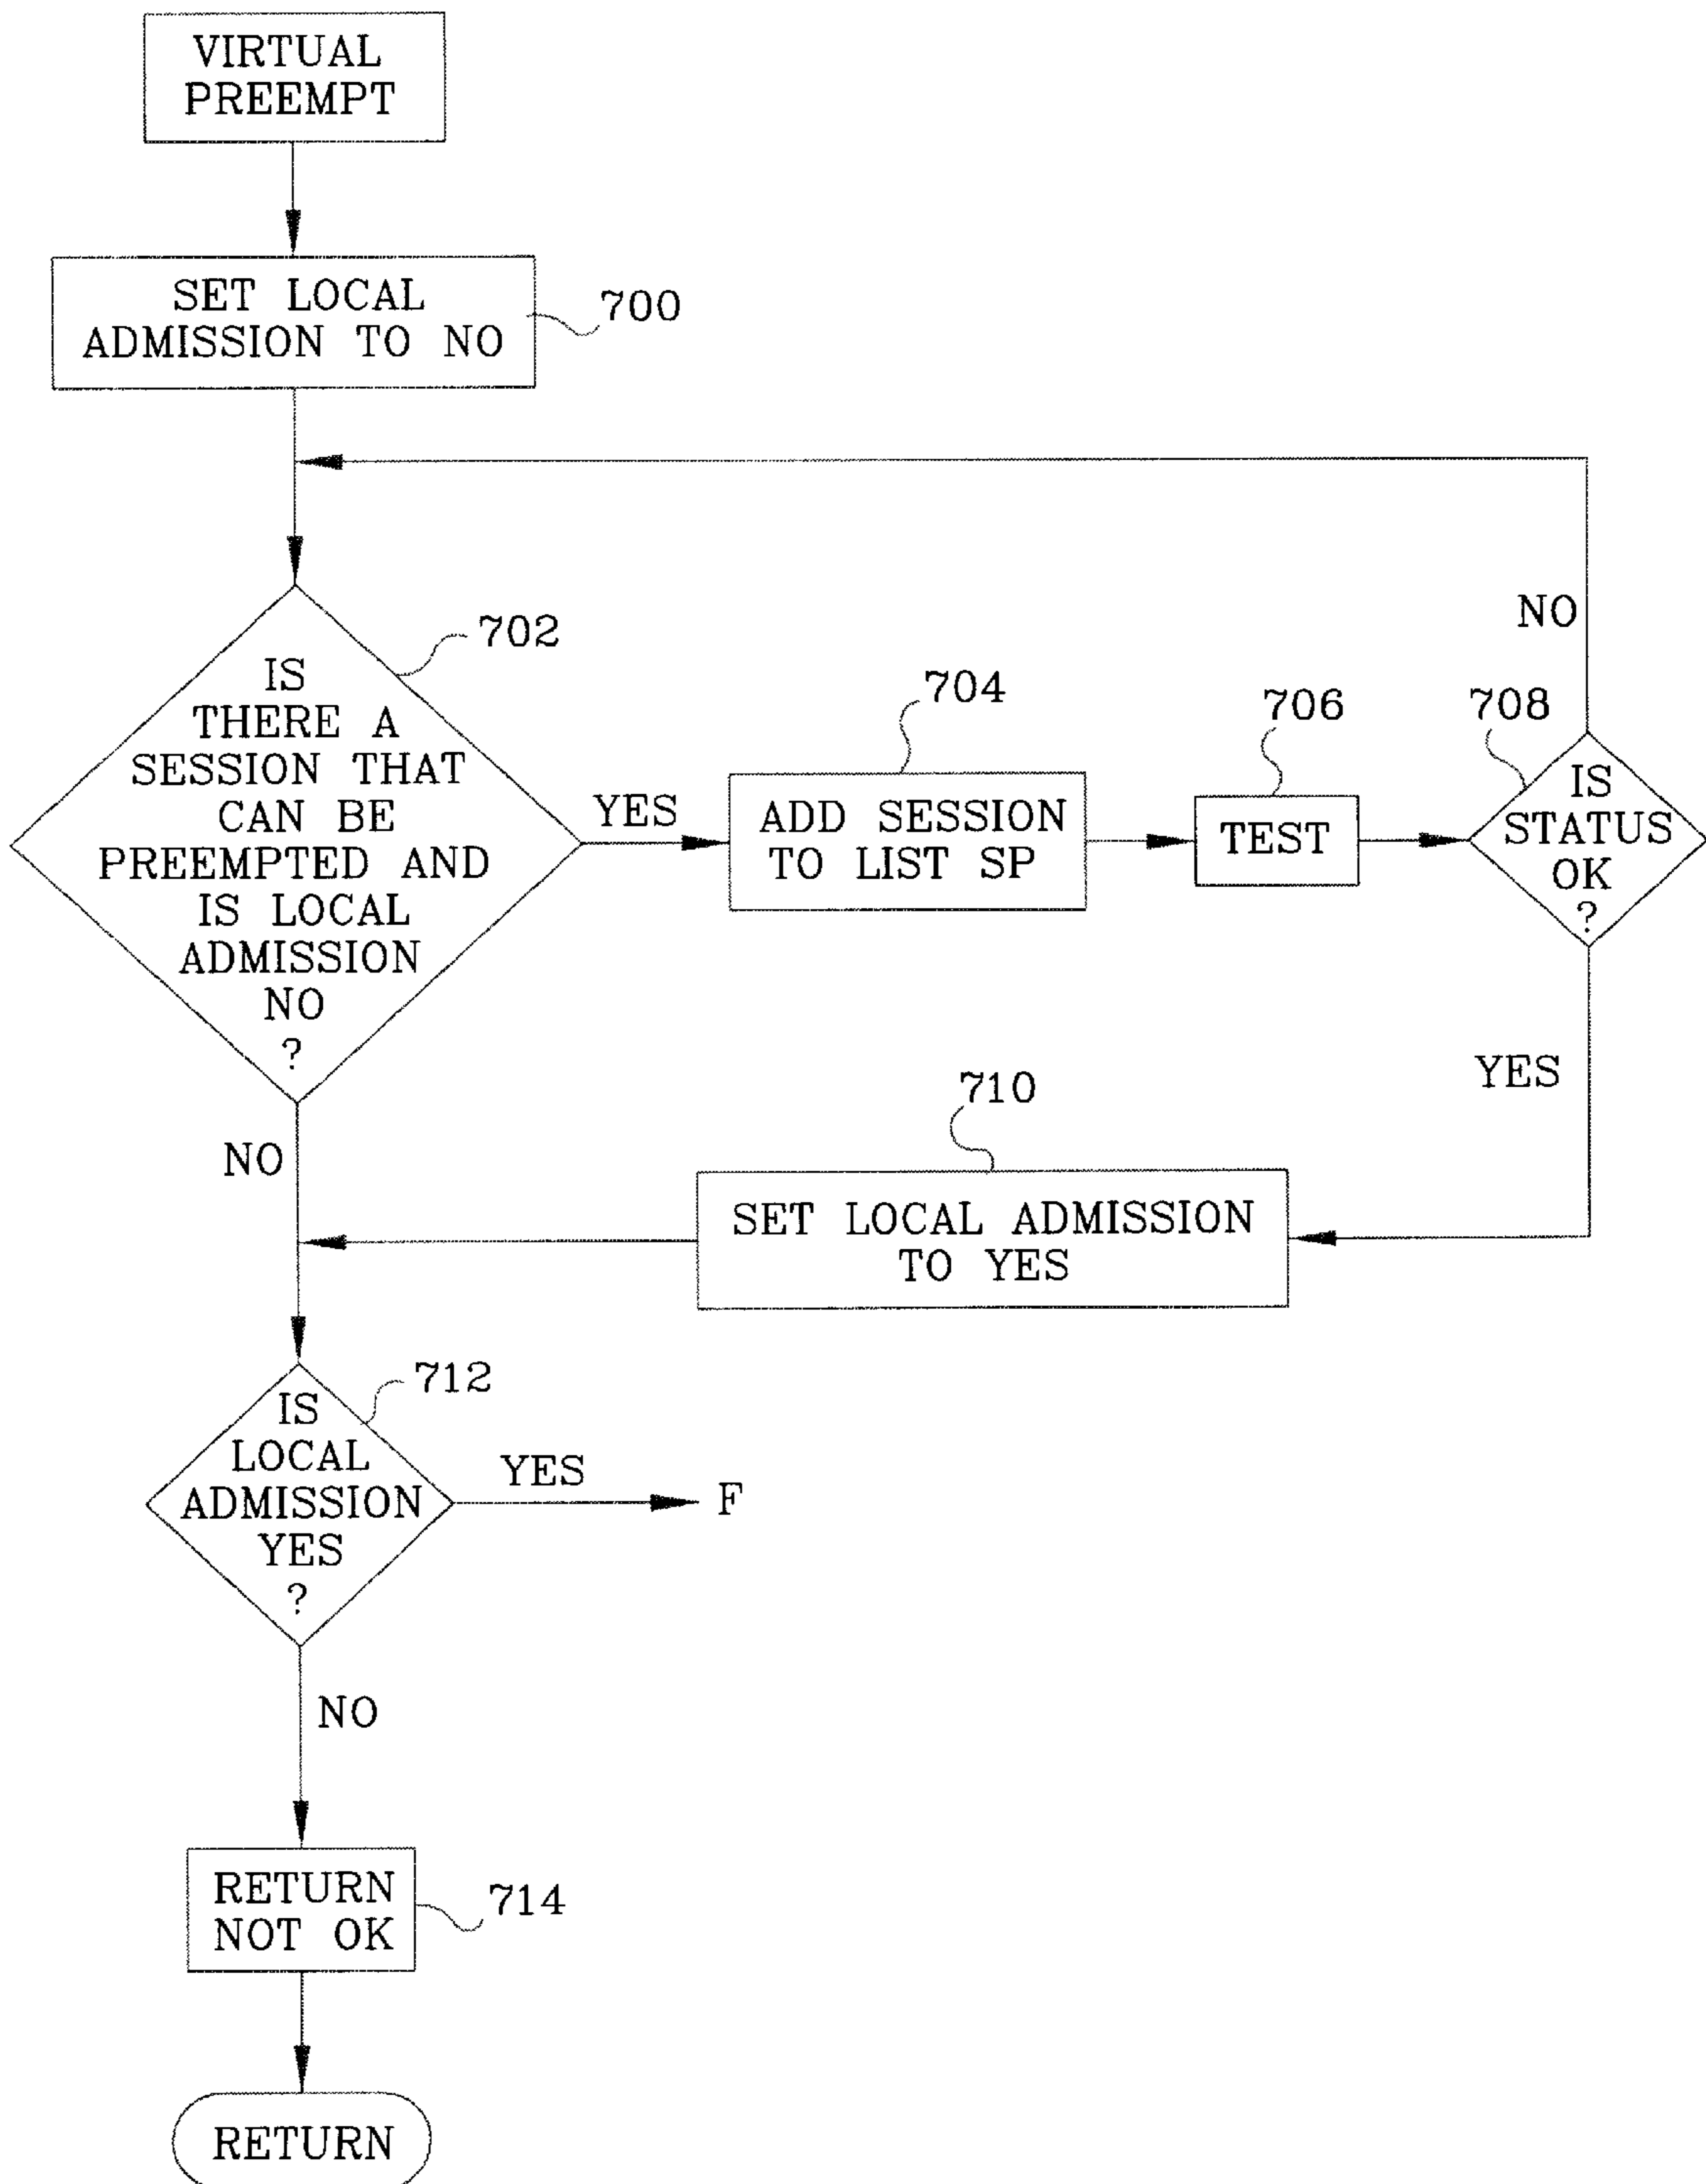 VIRTUAL
PREEMPT
SET LOCAL
ADMISSION TO NO
700
702
IS
THERE A
SESSION THAT
CAN BE
PREEMPTED AND
IS LOCAL
ADMISSION
NO
?
YES
704
ADD SESSION
TO LIST SP
706
TEST
708
IS
STATUS
OK
?
NO
YES
710
SET LOCAL ADMISSION
TO YES
NO
712
IS
LOCAL
ADMISSION
YES
?
YES
F
NO
RETURN
NOT OK
714
RETURN